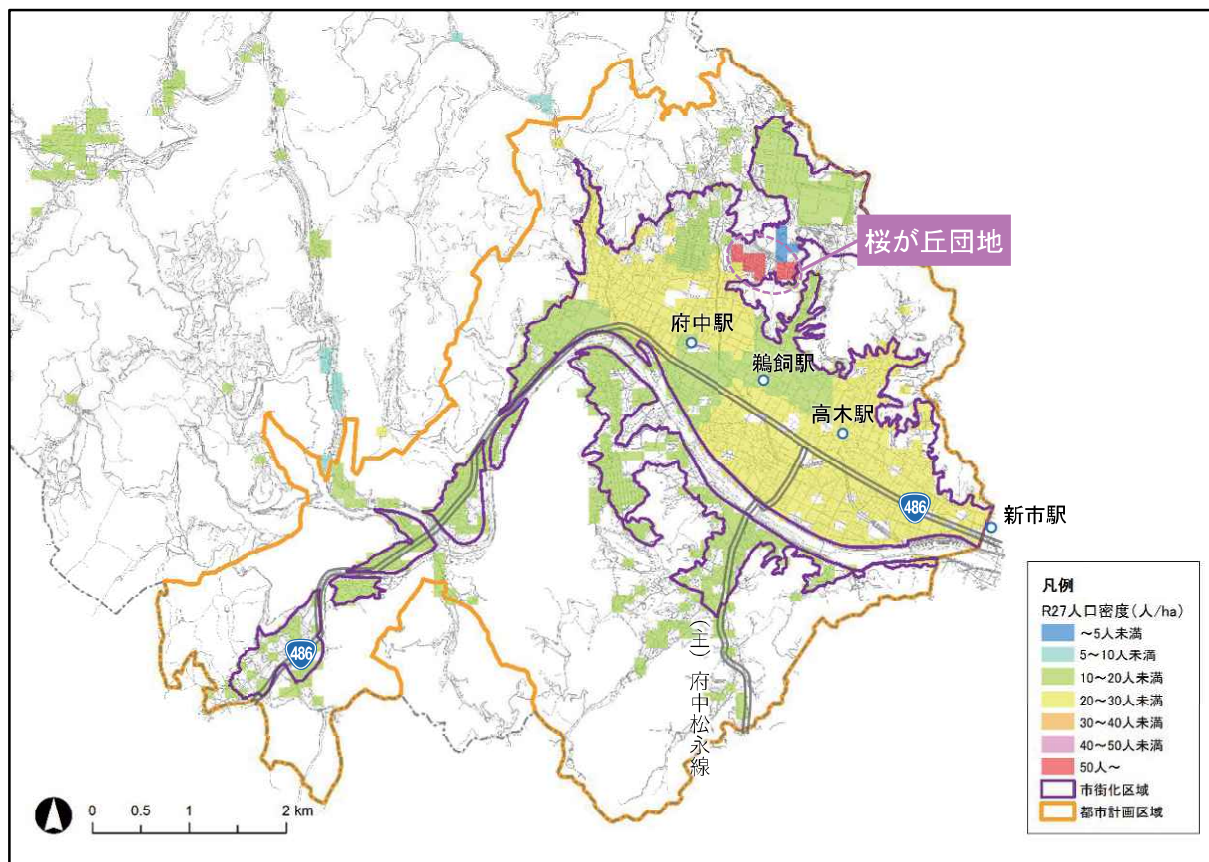 桜が丘団地
府中駅
鵜飼駅
高木駅
486
新市駅
486
(主)府中松永線
凡例
R27人口密度(人/ha)
~5人未満
5~10人未満
10~20人未満
20~30人未満
30~40人未満
40~50人未満
50人~
市街化区域
都市計画区域
0 0.5 1 2 km